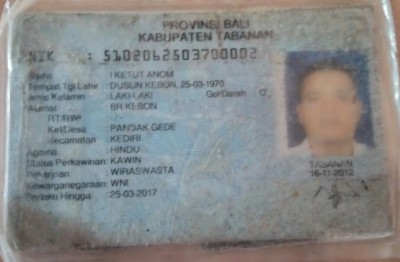 PROVINSI BALI
KABUPATEN TABANAN
NIK : 5102062503700002
Nama : I KETUT ANOM
Tempat/Tgl Lahir : DUSUN KEBON, 25-03-1970
Jenis Kelamin : LAKI-LAKI Gol Darah : O
Alamat : BR KEBON
RT/RW : -/-
Kel/Desa : PANDAK GEDE
Kecamatan : KEDIRI
Agama : HINDU
Status Perkawinan: KAWIN
Pekerjaan : WIRASWASTA
Kewarganegaraan: WNI
Berlaku Hingga : 25-03-2017
TABANAN
16-11-2012